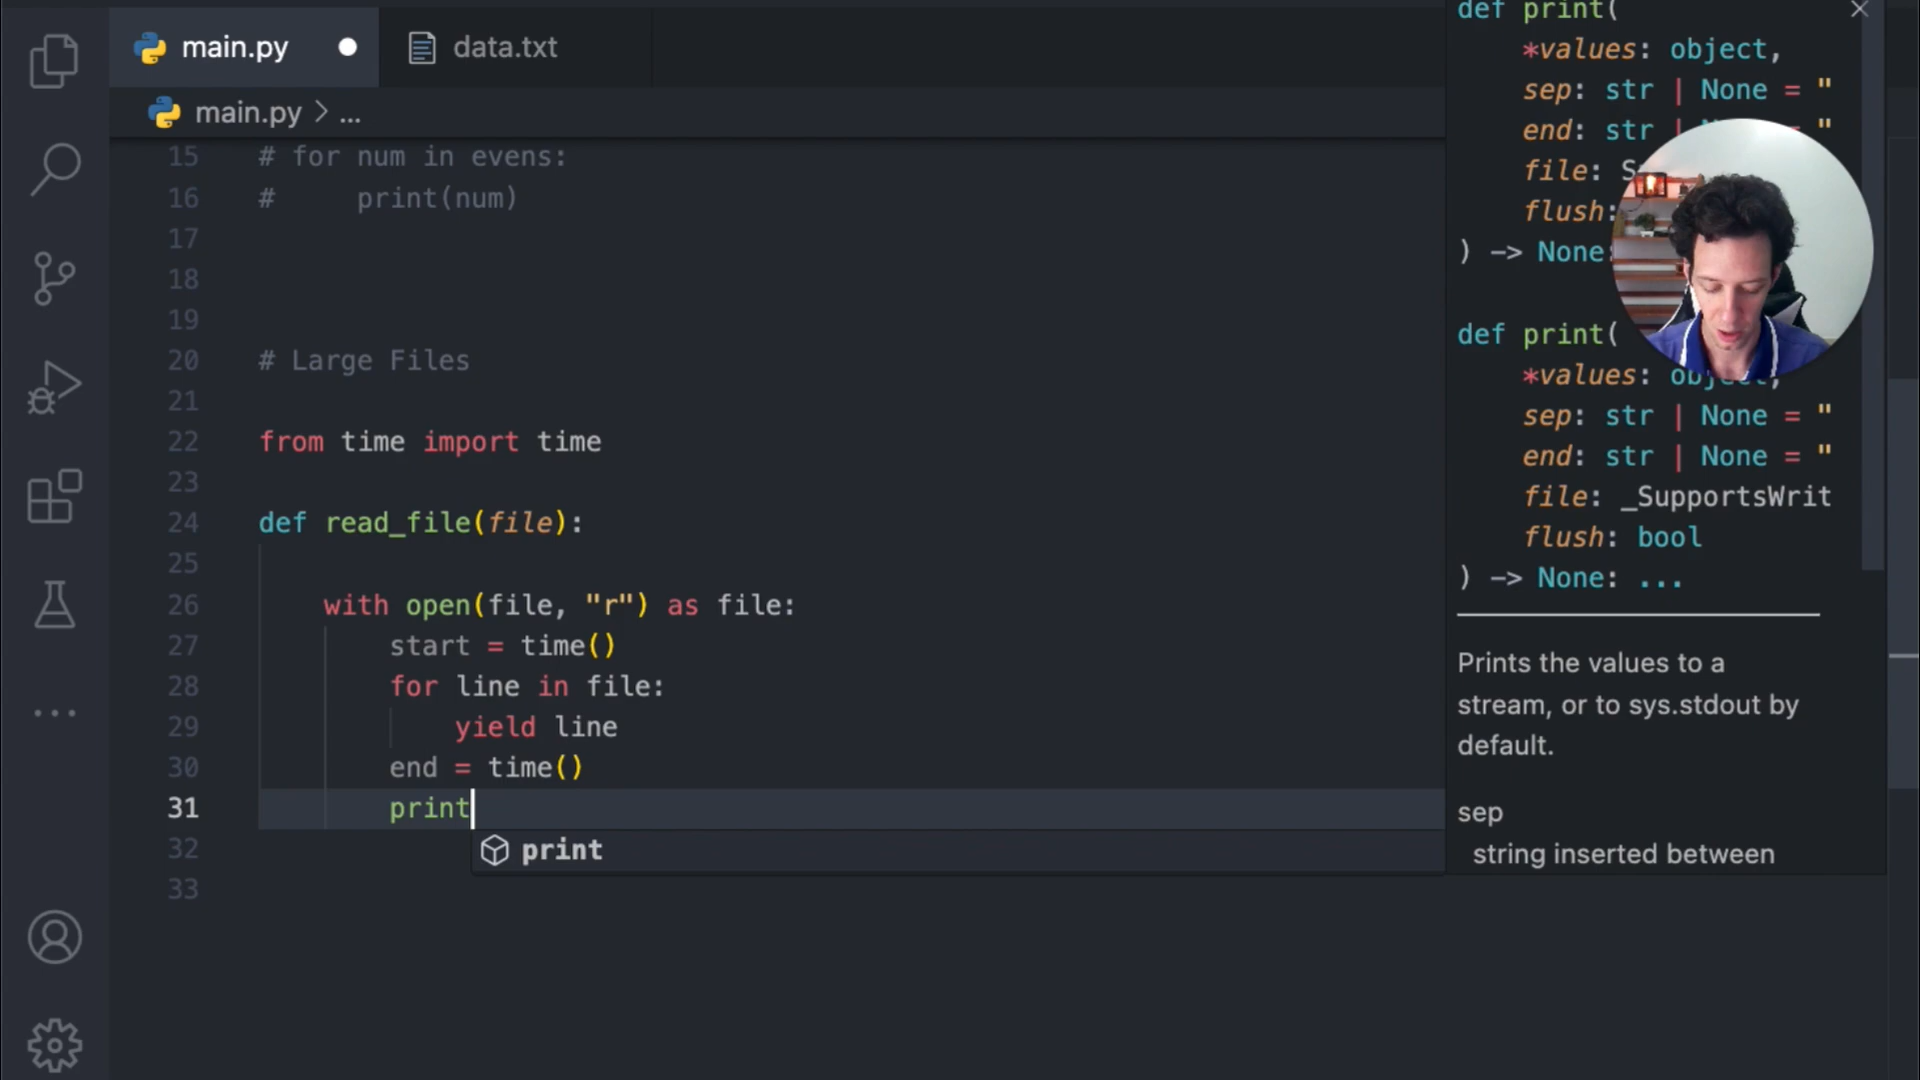 main.py
data.txt
main.py > ...
15 # for num in evens:
16 # print(num)
17
18
19
20 # Large Files
21
22 from time import time
23
24 def read_file(file):
25
26 with open(file, "r") as file:
27 start = time()
28 for line in file:
29 yield line
30 end = time()
31 print
print
32
33
def print(
*values: object,
sep: str | None = "
end: str | "
file: S
flush:
) -> None:
def print(
*values: object,
sep: str | None = "
end: str | None = "
file: _SupportsWrit
flush: bool
) -> None: ...
Prints the values to a
stream, or to sys.stdout by
default.
sep
string inserted between